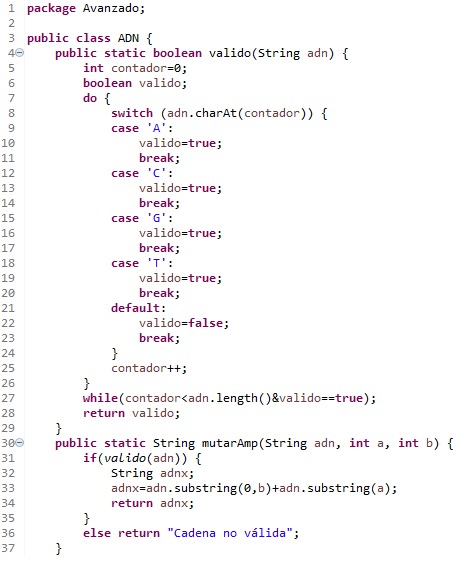 1 package Avanzado;
2
3 public class ADN {
4 public static boolean valido(String adn) {
5 int contador=0;
6 boolean valido;
7 do {
8 switch (adn.charAt(contador)) {
9 case 'A':
10 valido=true;
11 break;
12 case 'C':
13 valido=true;
14 break;
15 case 'G':
16 valido=true;
17 break;
18 case 'T':
19 valido=true;
20 break;
21 default:
22 valido=false;
23 break;
24 }
25 contador++;
26 }
27 while(contador<adn.length()&valido==true);
28 return valido;
29 }
30 public static String mutarAmp(String adn, int a, int b) {
31 if(valido(adn)) {
32 String adnx;
33 adnx=adn.substring(0,b)+adn.substring(a);
34 return adnx;
35 }
36 else return "Cadena no válida";
37 }